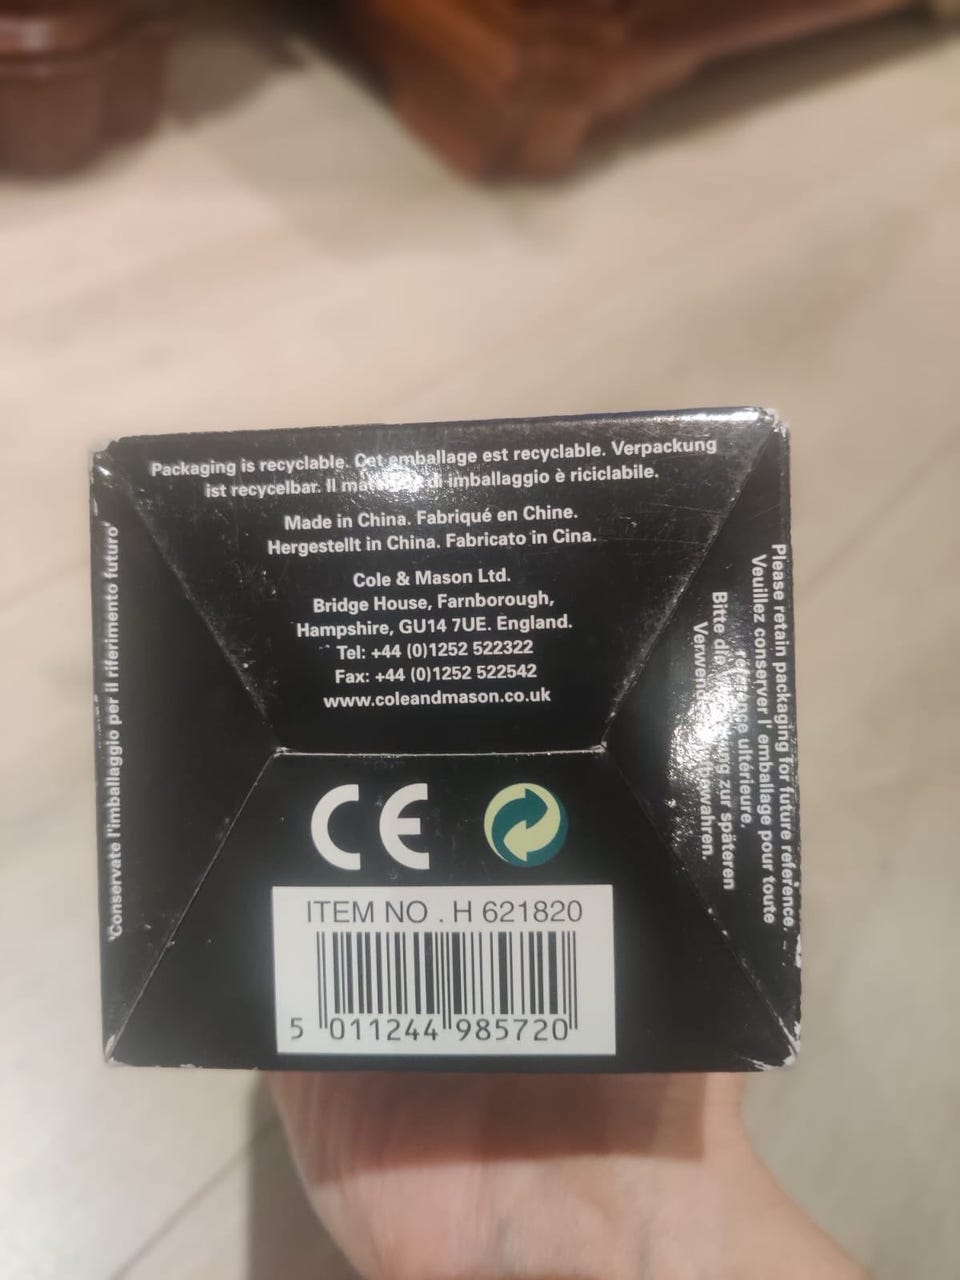 Packaging is recyclable. Cet emballage est recyclable. Verpackung
ist recycelbar. Il di imballaggio è riciclabile.
Made in China. Fabriqué en Chine.
Hergestellt in China. Fabricato in Cina.
Cole & Mason Ltd.
Bridge House, Farnborough,
Hampshire, GU14 7UE. England.
Tel: +44 (0)1252 522322
Fax: +44 (0)1252 522542
www.coleandmason.co.uk
'Conservate l'imballaggio per il riferimento futuro'
Please retain packaging for future reference.
Veuillez conserver l' emballage pour toute
ultérieure.
Bitte zur späteren
CE
ITEM NO . H 621820
5 011244 985720